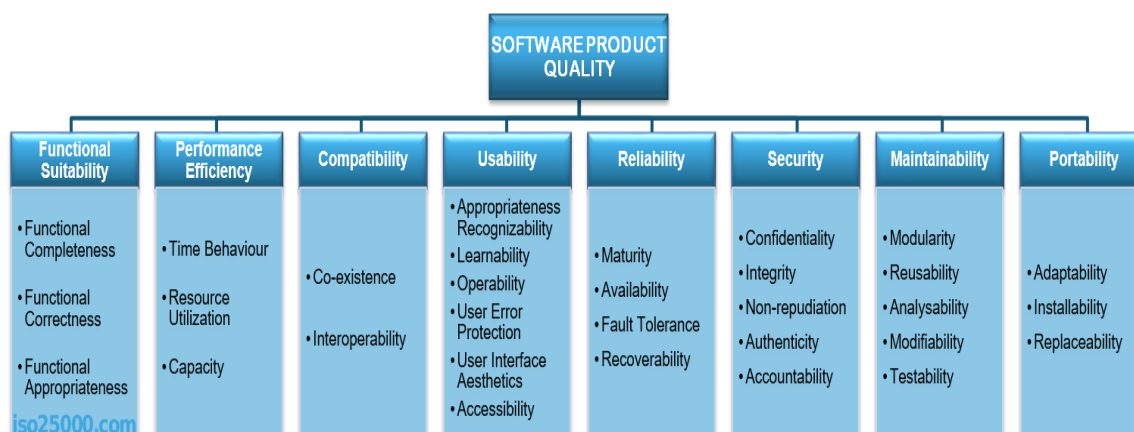 SOFTWARE PRODUCT
QUALITY
Functional
Suitability
• Functional
Completeness
• Functional
Correctness
• Functional
Appropriateness
Performance
Efficiency
• Time Behaviour
• Resource
Utilization
• Capacity
Compatibility
• Co-existence
• Interoperability
Usability
• Appropriateness
Recognizability
• Learnability
• Operability
• User Error
Protection
• User Interface
Aesthetics
• Accessibility
Reliability
• Maturity
• Availability
• Fault Tolerance
• Recoverability
Security
• Confidentiality
• Integrity
• Non-repudiation
• Authenticity
• Accountability
Maintainability
• Modularity
• Reusability
• Analysability
• Modifiability
• Testability
Portability
• Adaptability
• Installability
• Replaceability
iso25000.com